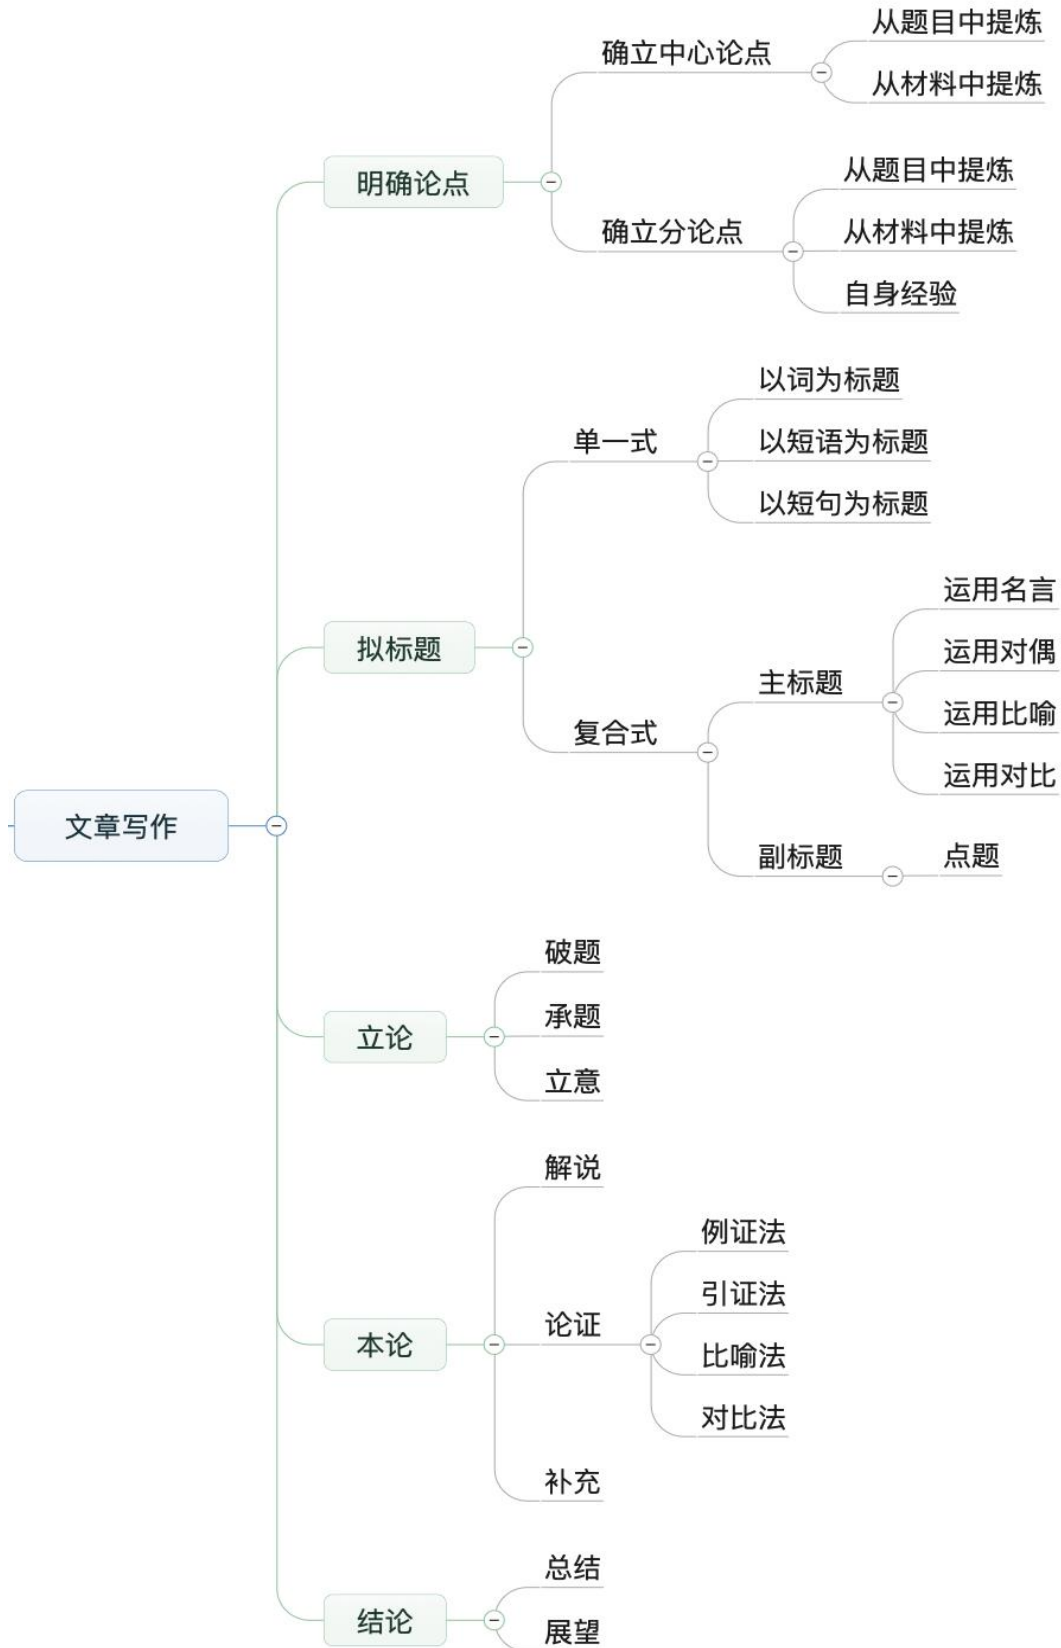 文章写作
明确论点
确立中心论点
从题目中提炼
从材料中提炼
确立分论点
从题目中提炼
从材料中提炼
自身经验
拟标题
单一式
以词为标题
以短语为标题
以短句为标题
复合式
主标题
运用名言
运用对偶
运用比喻
运用对比
副标题
点题
立论
破题
承题
立意
本论
解说
论证
例证法
引证法
比喻法
对比法
补充
结论
总结
展望